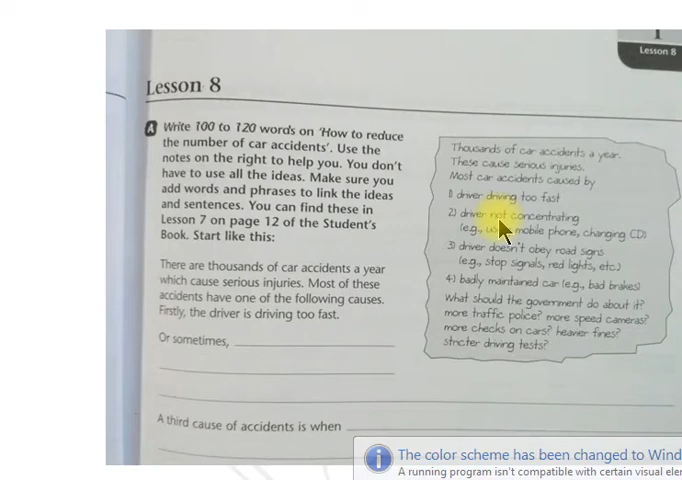 Lesson 8
Lesson 8
A Write 100 to 120 words on 'How to reduce
the number of car accidents'. Use the
notes on the right to help you. You don't
have to use all the ideas. Make sure you
add words and phrases to link the ideas
and sentences. You can find these in
Lesson 7 on page 12 of the Student's
Book. Start like this:
There are thousands of car accidents a year
which cause serious injuries. Most of these
accidents have one of the following causes.
Firstly, the driver is driving too fast.
Or sometimes,
A third cause of accidents is when
Thousands of car accidents a year.
These cause serious injuries.
Most car accidents caused by
1) driver driving too fast
2) driver not concentrating
(e.g., mobile phone, changing CD)
3) driver doesn't obey road signs
(e.g., stop signals, red lights, etc.)
4) badly maintained car (e.g., bad brakes)
What should the government do about it?
more traffic police? more speed cameras?
more checks on cars? heavier fines?
stricter driving tests?
The color scheme has been changed to Wind
A running program isn't compatible with certain visual ele